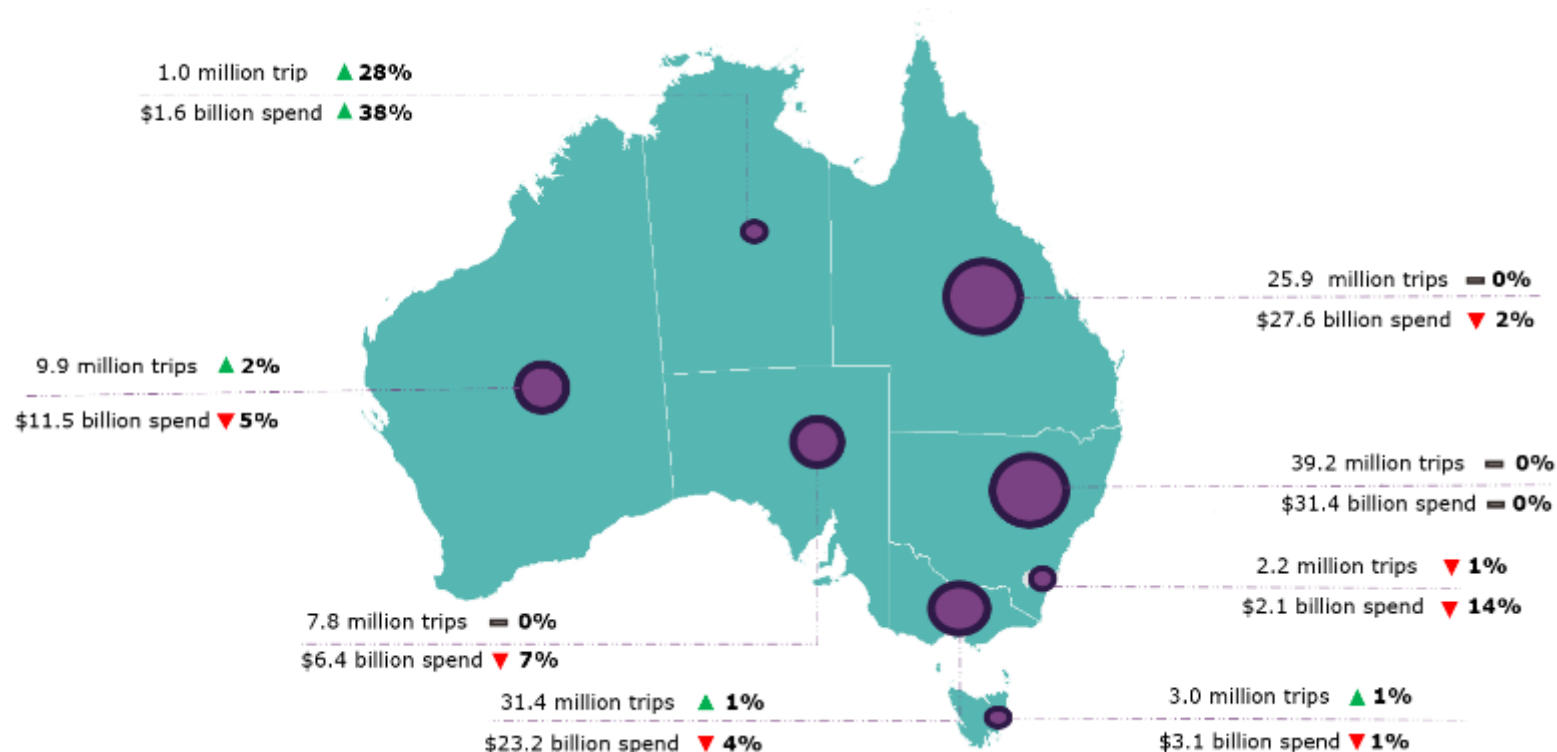 1.0 million trip ▲ 28%
$1.6 billion spend ▲ 38%
25.9 million trips 0%
$27.6 billion spend ▼ 2%
9.9 million trips ▲ 2%
$11.5 billion spend ▼ 5%
39.2 million trips 0%
$31.4 billion spend 0%
2.2 million trips ▼ 1%
$2.1 billion spend ▼ 14%
7.8 million trips 0%
$6.4 billion spend ▼ 7%
31.4 million trips ▲ 1%
$23.2 billion spend ▼ 4%
3.0 million trips ▲ 1%
$3.1 billion spend ▼ 1%